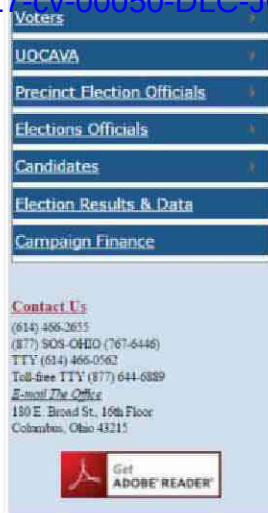 7-cv-00050-DLC-J
Voters
UOCAVA
Precinct Election Officials
Elections Officials
Candidates
Election Results & Data
Campaign Finance
Contact Us
(614) 466-2655
(877) SOS-OHIO (767-6446)
TTY (614) 466-0562
Toll-free TTY (877) 644-6889
E-mail The Office
180 E. Broad St., 16th Floor
Columbus, Ohio 43215
Get
ADOBE® READER®